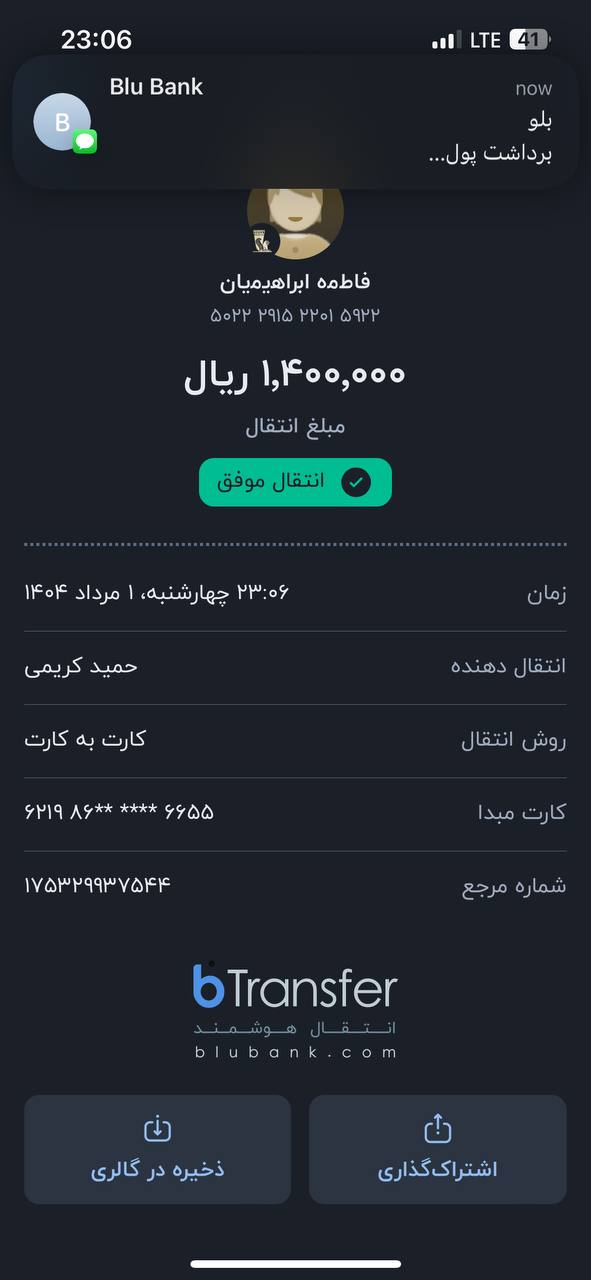 23:06
LTE
41
Blu Bank
now
B
بلو
برداشت پول...
فاطمه ابراهیمیان
۵۰۲۲ ۲۹۱۵ ۲۲۰۱ ۵۹۲۲
۱,۴۰۰,۰۰۰ ریال
مبلغ انتقال
انتقال موفق
زمان
۲۳:۰۶ چهارشنبه، ۱ مرداد ۱۴۰۴
انتقال دهنده
حمید کریمی
روش انتقال
کارت به کارت
کارت مبدا
۶۲۱۹ ۸۶** **** ۶۶۵۵
شماره مرجع
۱۷۵۳۲۹۹۳۷۵۴۴
bTransfer
انـتـقـال هـوشـمـنـد
blubank.com
اشتراک‌گذاری
ذخیره در گالری